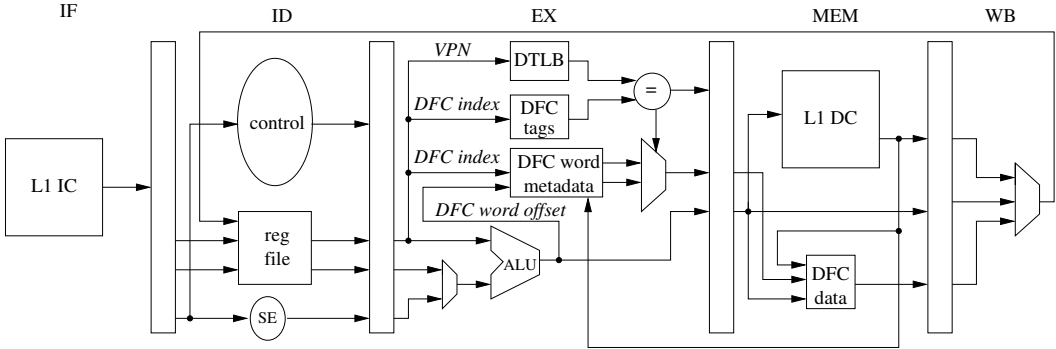 IF ID EX MEM WB
VPN
DTLB
=
DFC index
DFC
tags
control
L1 DC
L1 IC
DFC index
DFC word
metadata
DFC word offset
reg
file
ALU
DFC
data
SE